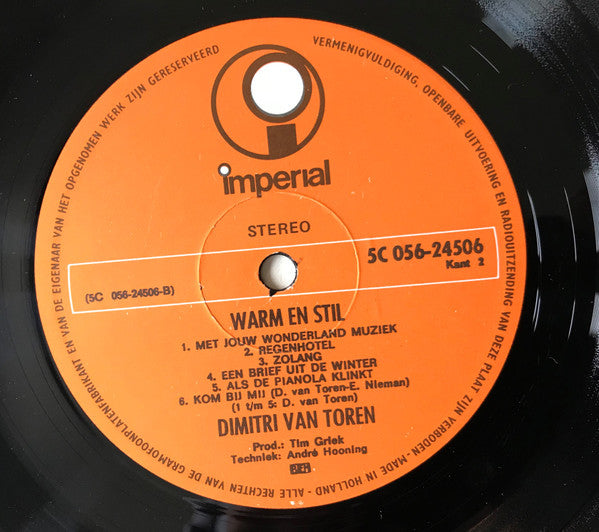 imperial
STEREO
5C 056-24506
Kant 2
(5C 056-24506-B)
WARM EN STIL
1. MET JOUW WONDERLAND MUZIEK
2. REGENHOTEL
3. ZOLANG
4. EEN BRIEF UIT DE WINTER
5. ALS DE PIANOLA KLINKT
6. KOM BIJ MIJ (D. van Toren-E. Nieman)
(1 t/m 5: D. van Toren)
DIMITRI VAN TOREN
Prod.: Tim Griek
Techniek: André Hooning
MADE IN HOLLAND - ALLE RECHTEN VAN DE GRAMOFOONPLATENFABRIKANT EN VAN DE EIGENAAR VAN HET OPGENOMEN WERK ZIJN GERESERVEERD
VERMENIGVULDIGING, OPENBARE UITVOERING EN RADIOUITZENDING VAN DEZE PLAAT ZIJN VERBODEN -